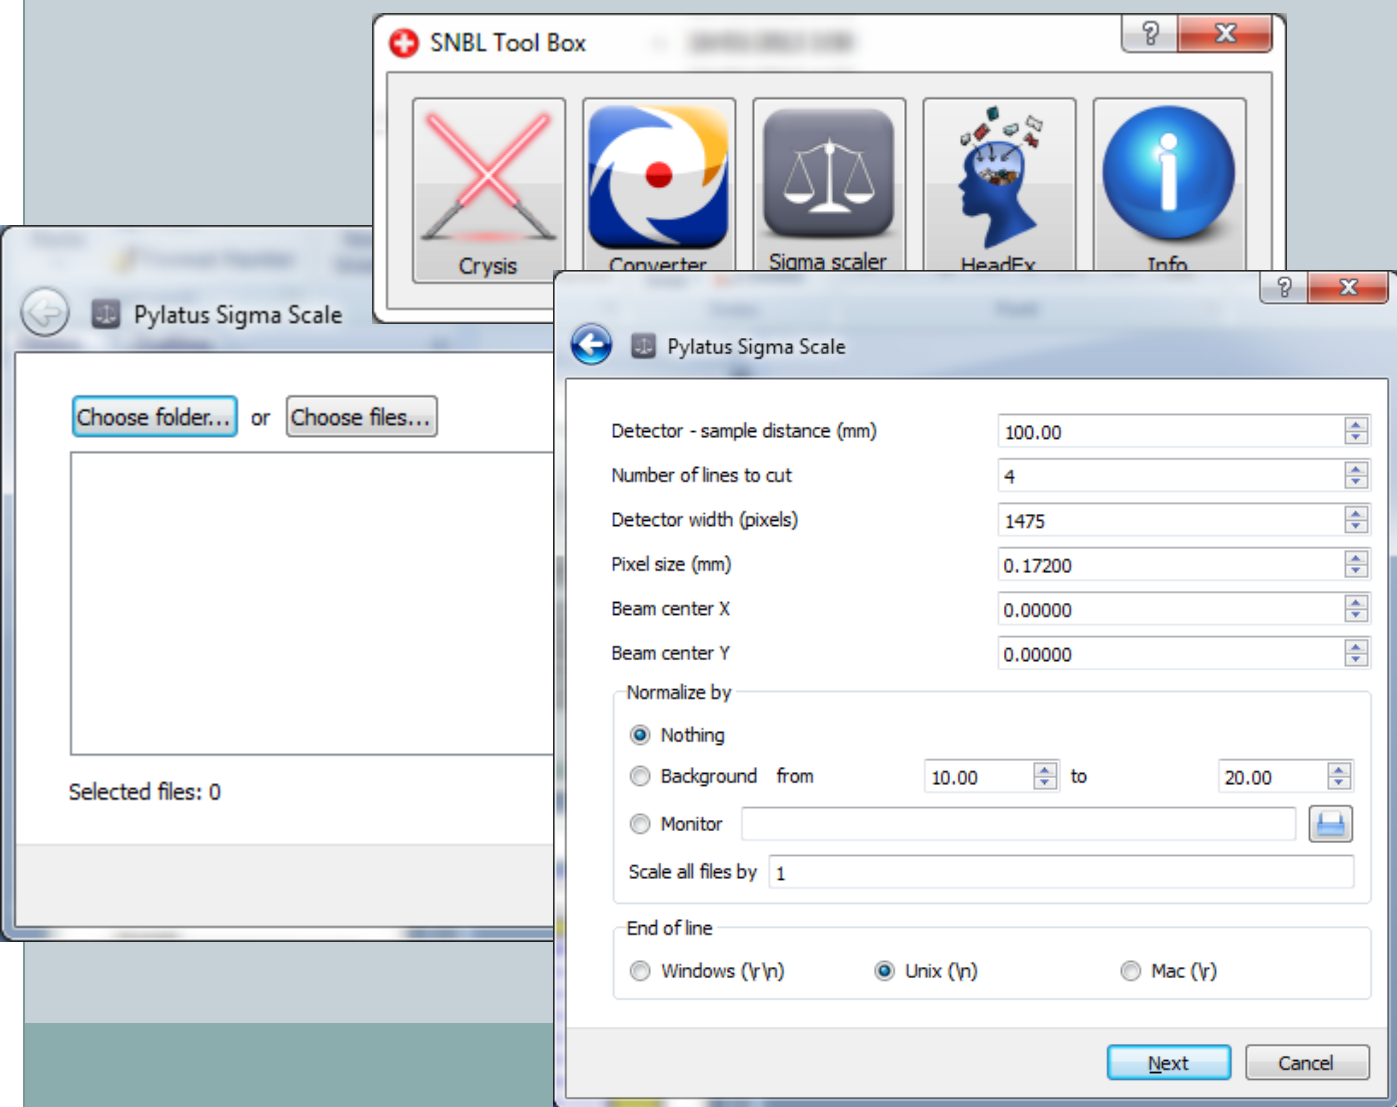 SNBL Tool Box
Crysis
Converter
Sigma scaler
HeadEx
Info
Pylatus Sigma Scale
Choose folder... or Choose files...
Selected files: 0
Pylatus Sigma Scale
Detector - sample distance (mm) 100.00
Number of lines to cut 4
Detector width (pixels) 1475
Pixel size (mm) 0.17200
Beam center X 0.00000
Beam center Y 0.00000
Normalize by
Nothing
Background from 10.00 to 20.00
Monitor
Scale all files by 1
End of line
Windows (\r\n) Unix (\n) Mac (\r)
Next Cancel